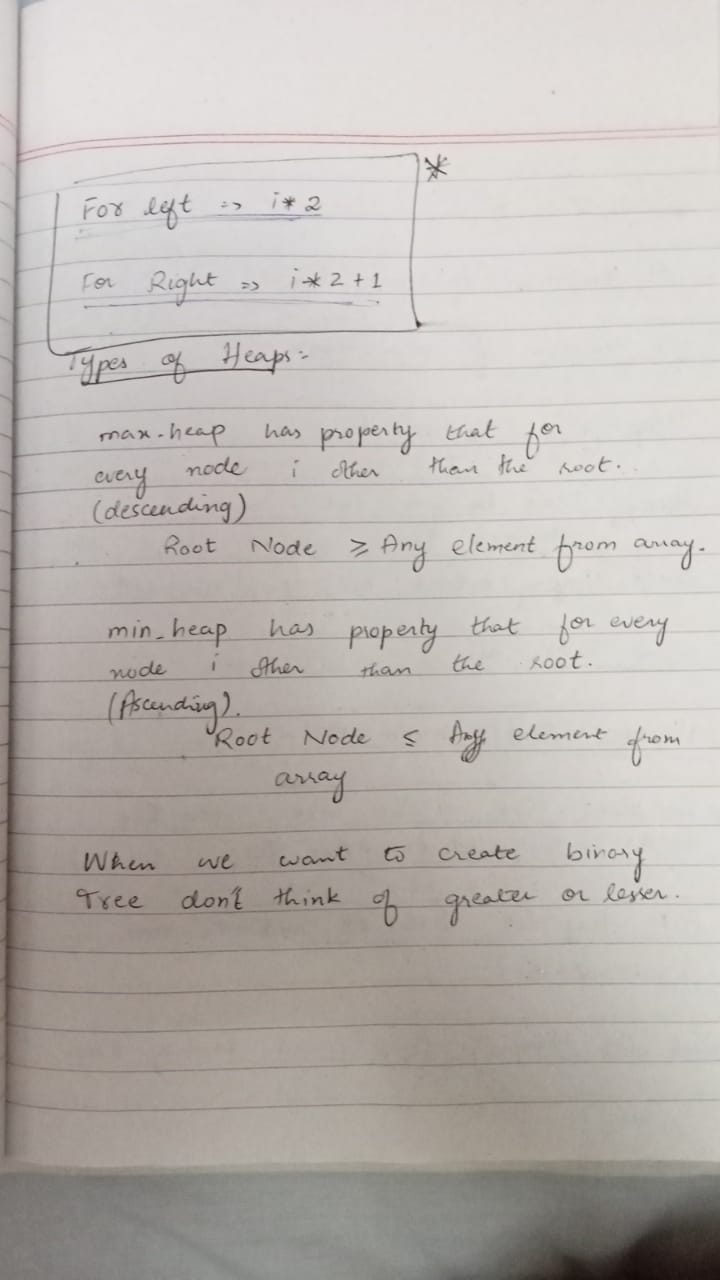 *
For left => i* 2
For Right => i*2+1
Types of Heaps:-
max-heap has property that for
every node i other than the root.
(descending)
Root Node ≥ Any element from array.
min_heap has property that for every
node i other than the root.
(Ascending).
Root Node ≤ Any element from
array
When we want to create binary
Tree don't think of greater or lesser.